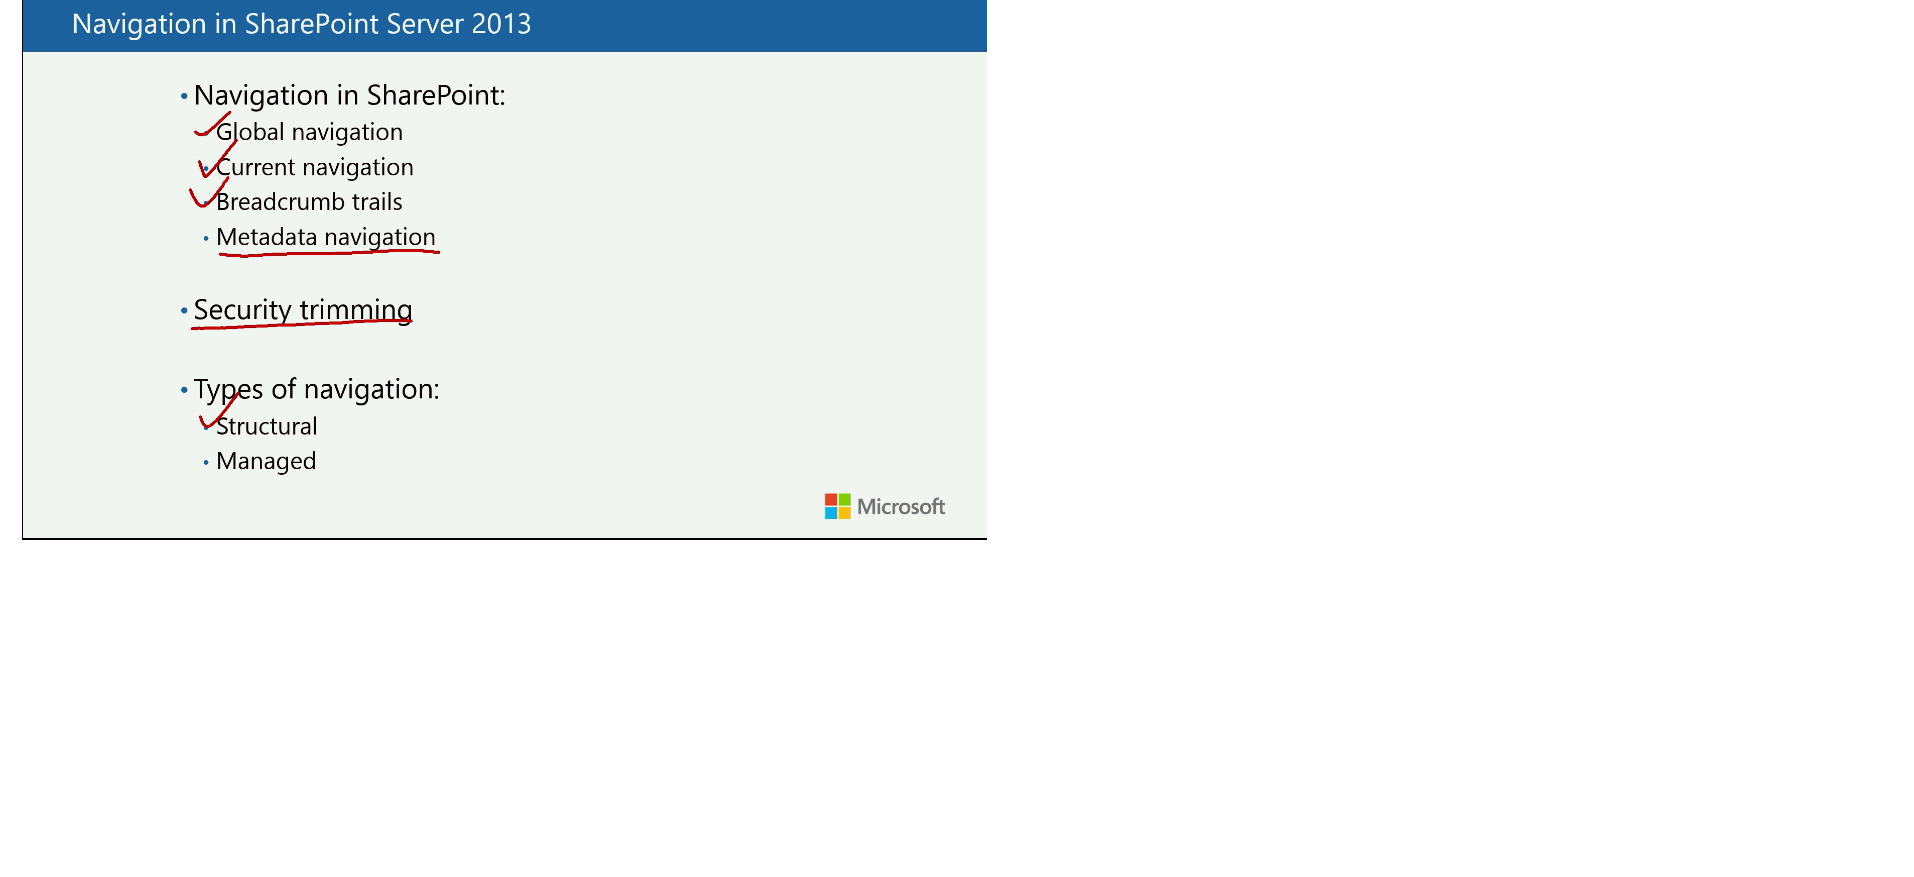 Navigation in SharePoint Server 2013
• Navigation in SharePoint:
Global navigation
• Current navigation
• Breadcrumb trails
• Metadata navigation
• Security trimming
• Types of navigation:
• Structural
• Managed
Microsoft